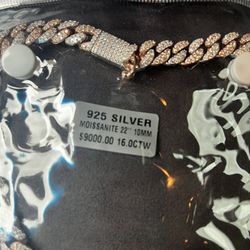 925 SILVER
MOISSANITE 22" 10MM
$9000.00 16.0CTW